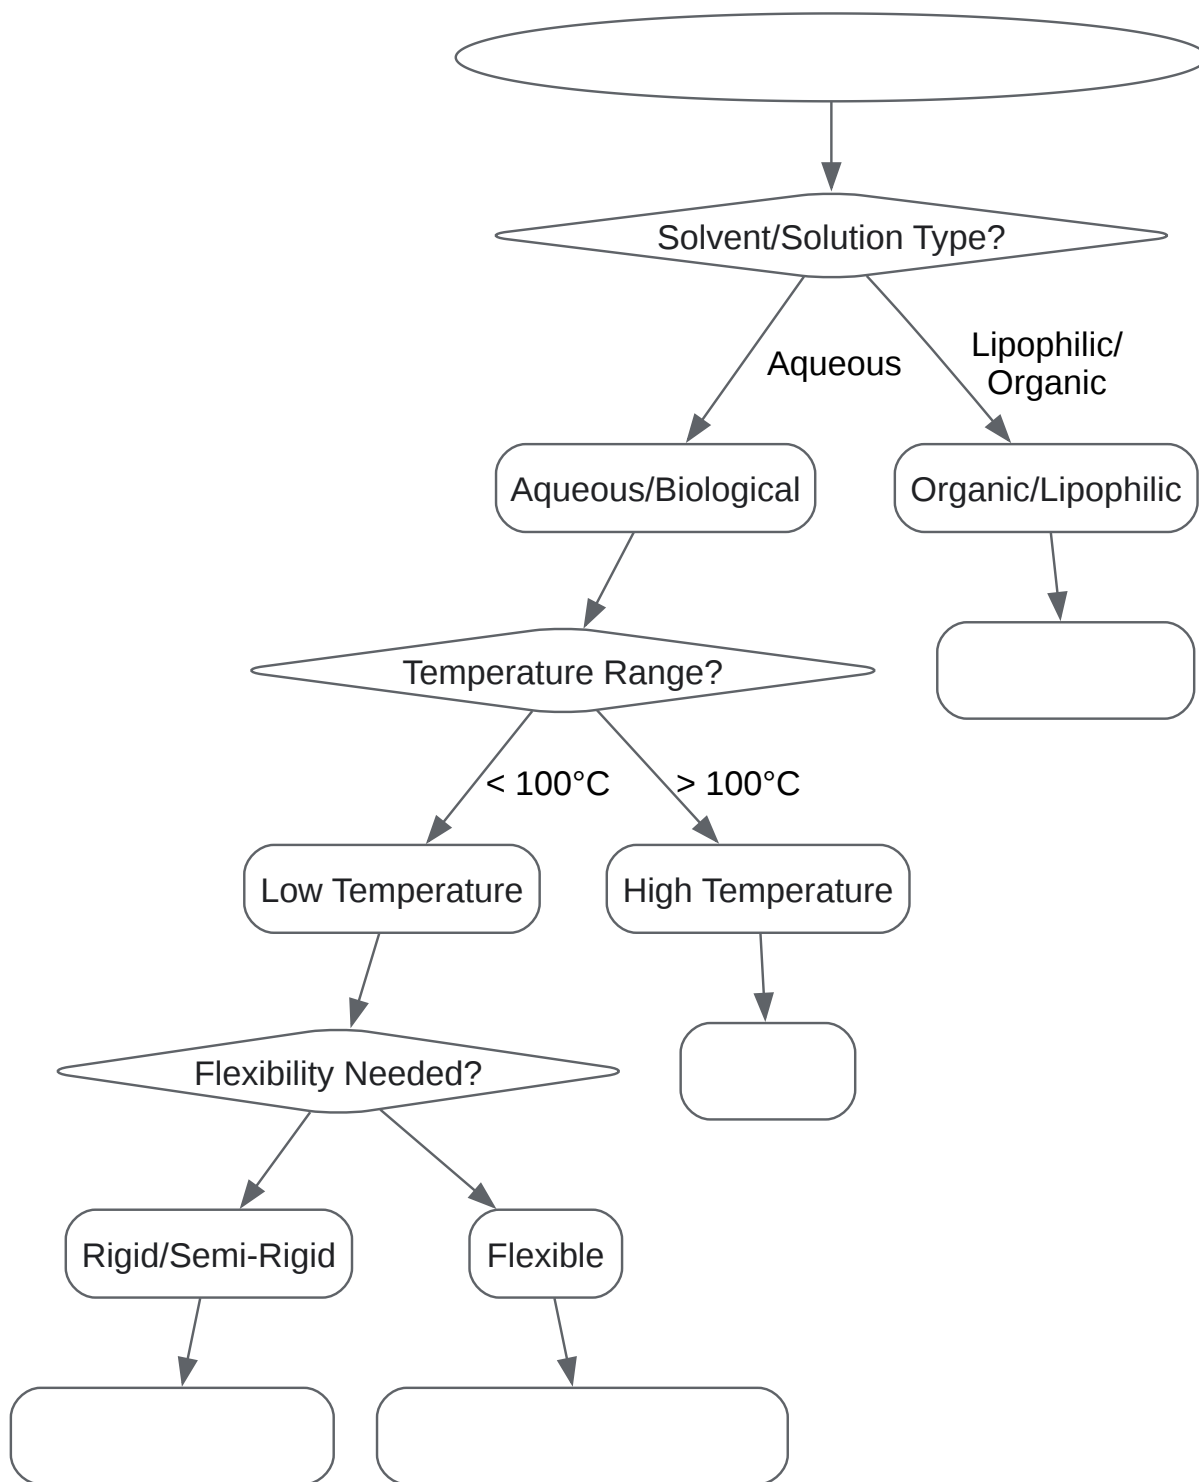 Solvent/Solution Type?
Aqueous
Lipophilic/
Organic
Aqueous/Biological
Organic/Lipophilic
Temperature Range?
< 100°C
> 100°C
Low Temperature
High Temperature
Flexibility Needed?
Rigid/Semi-Rigid
Flexible